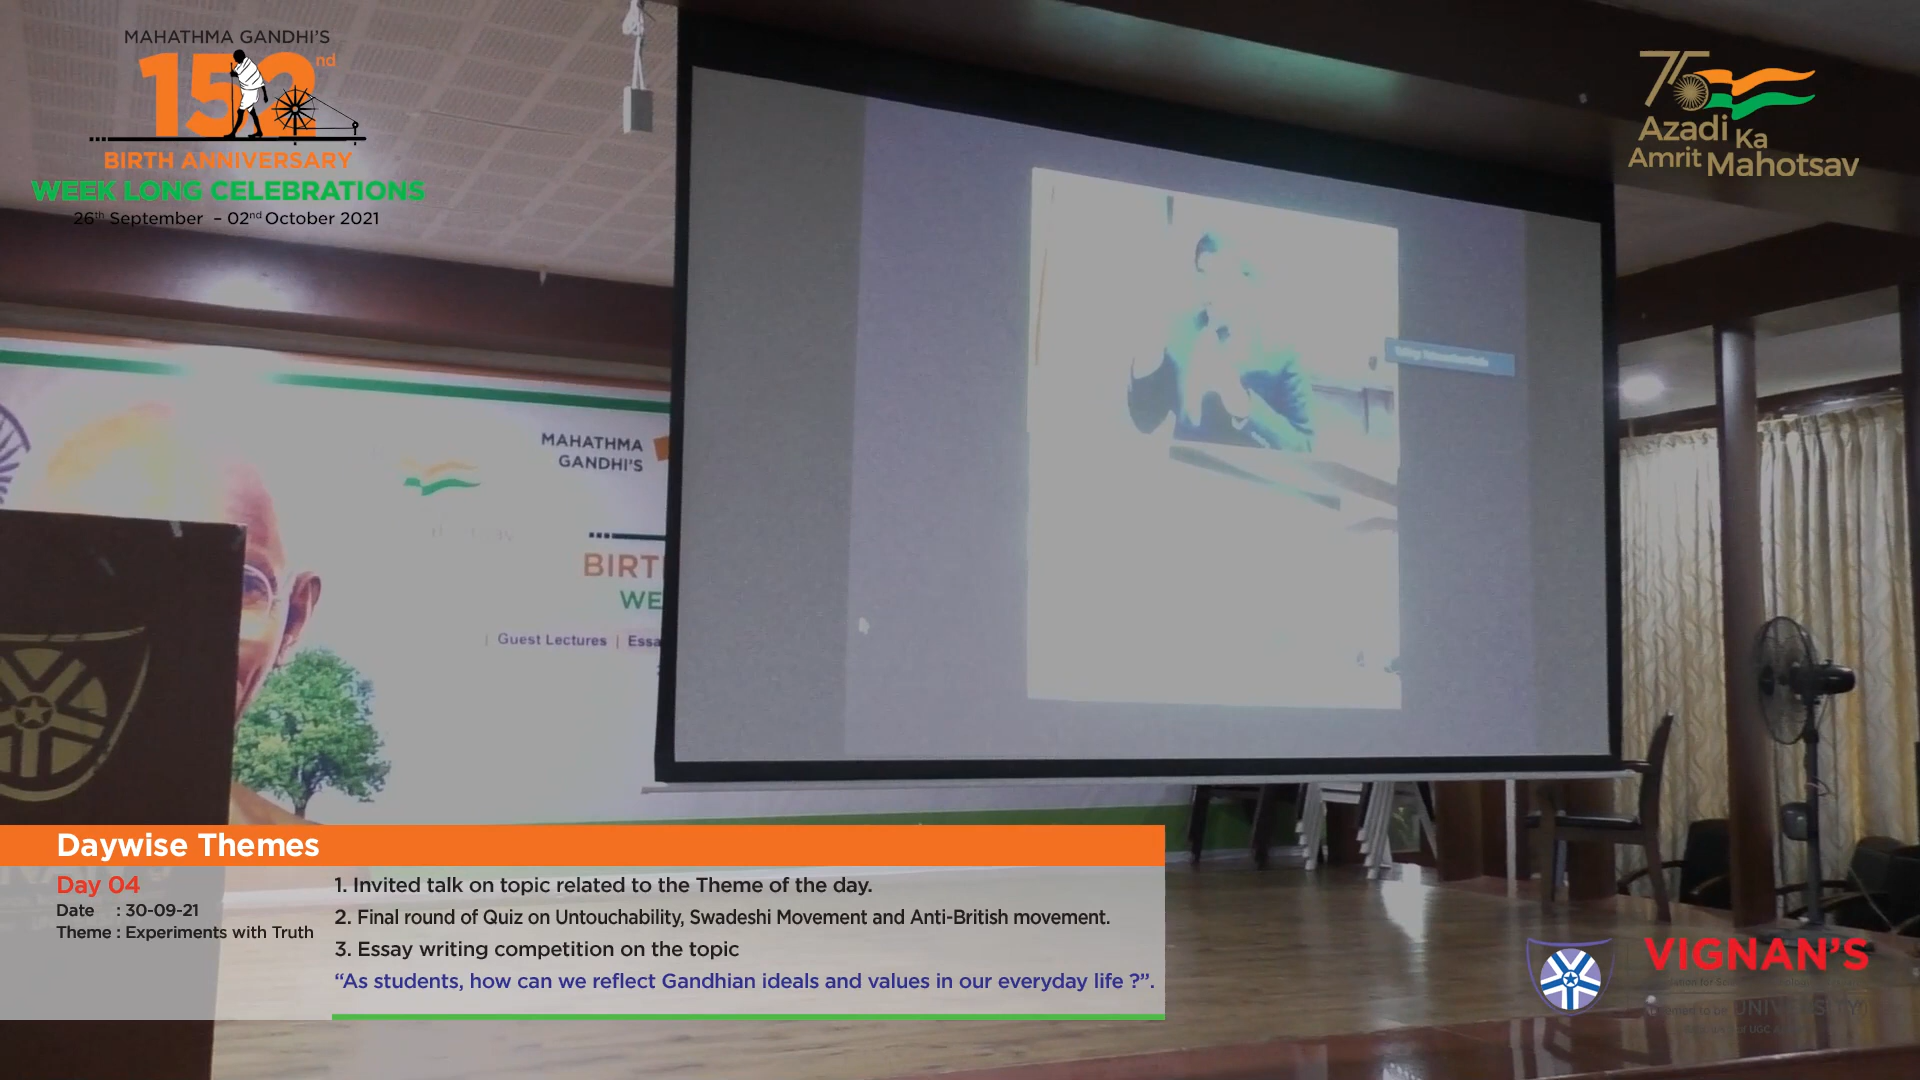 MAHATHMA GANDHI'S
152nd
BIRTH ANNIVERSARY
WEEK LONG CELEBRATIONS
26th September – 02nd October 2021
75
Azadi Ka
Amrit Mahotsav
MAHATHMA
GANDHI'S
BIRT
WE
| Guest Lectures | Essa
Daywise Themes
Day 04
Date : 30-09-21
Theme : Experiments with Truth
1. Invited talk on topic related to the Theme of the day.
2. Final round of Quiz on Untouchability, Swadeshi Movement and Anti-British movement.
3. Essay writing competition on the topic
“As students, how can we reflect Gandhian ideals and values in our everyday life ?”.
VIGNAN'S
UNIVERSITY)